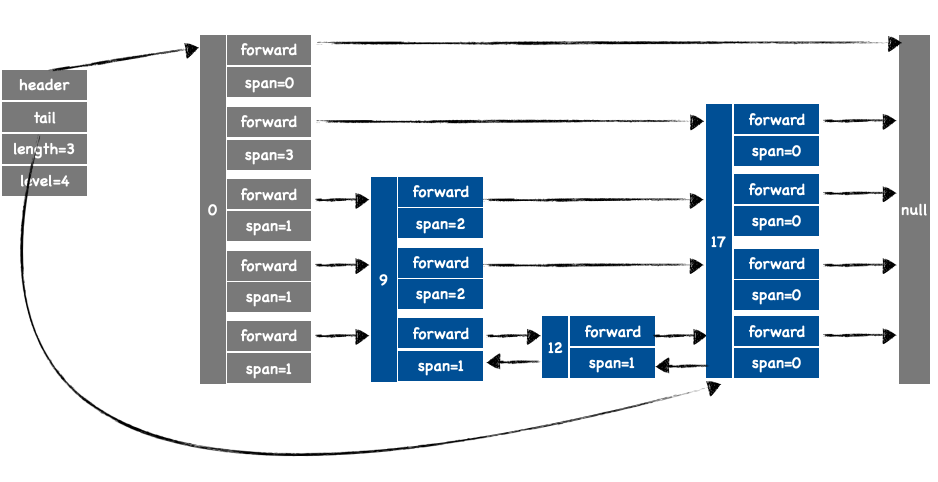 header
tail
length=3
level=4
0
forward
span=0
forward
span=3
forward
span=1
forward
span=1
forward
span=1
9
forward
span=2
forward
span=2
forward
span=1
12
forward
span=1
17
forward
span=0
forward
span=0
forward
span=0
forward
span=0
null